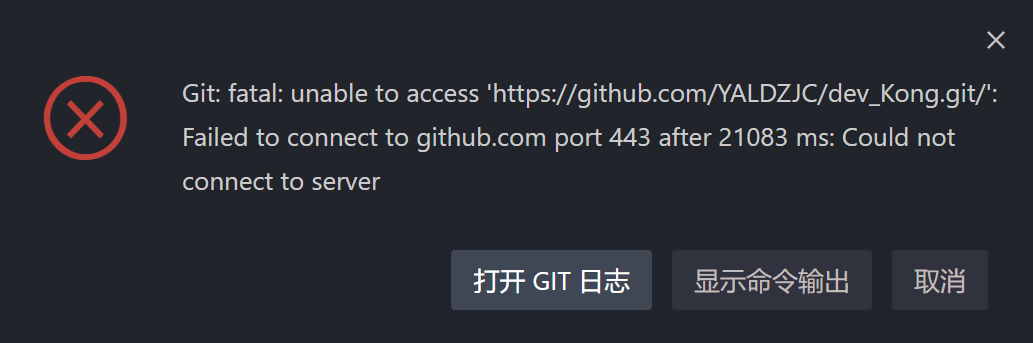 Git: fatal: unable to access 'https://github.com/YALDZJC/dev_Kong.git/':
Failed to connect to github.com port 443 after 21083 ms: Could not
connect to server
打开 GIT 日志
显示命令输出
取消